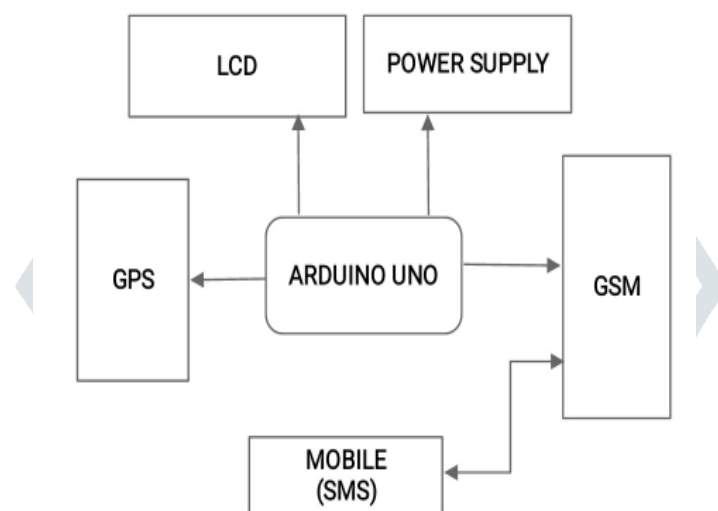 LCD
POWER SUPPLY
GPS
ARDUINO UNO
GSM
MOBILE
(SMS)